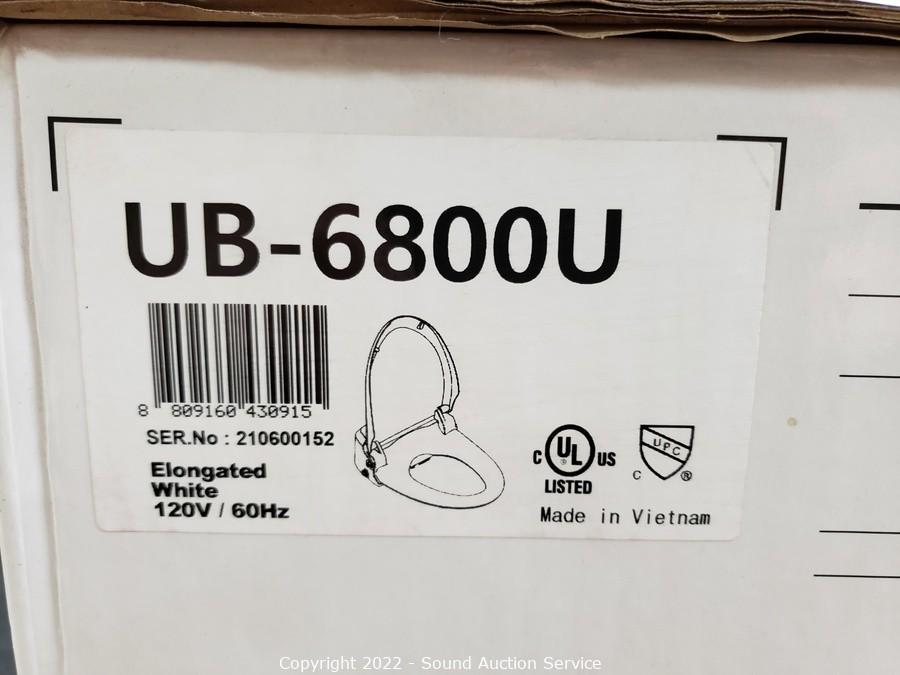 UB-6800U
8 809160 430915
SER.No : 210600152
Elongated
White
120V / 60Hz
C UL US
®
LISTED
UPC
C ®
Made in Vietnam
Copyright 2022 - Sound Auction Service